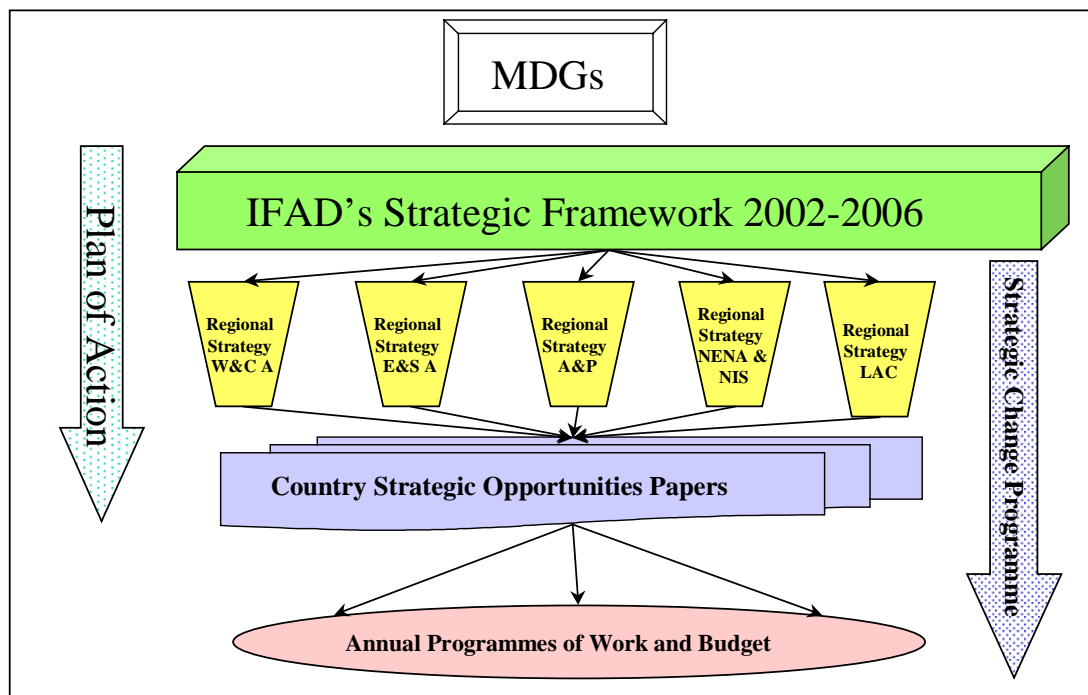 MDGs
Plan of Action
IFAD's Strategic Framework 2002-2006
Regional
Strategy
W&C A
Regional
Strategy
E&S A
Regional
Strategy
A&P
Regional
Strategy
NENA &
NIS
Regional
Strategy
LAC
Strategic Change Programme
Country Strategic Opportunities Papers
Annual Programmes of Work and Budget